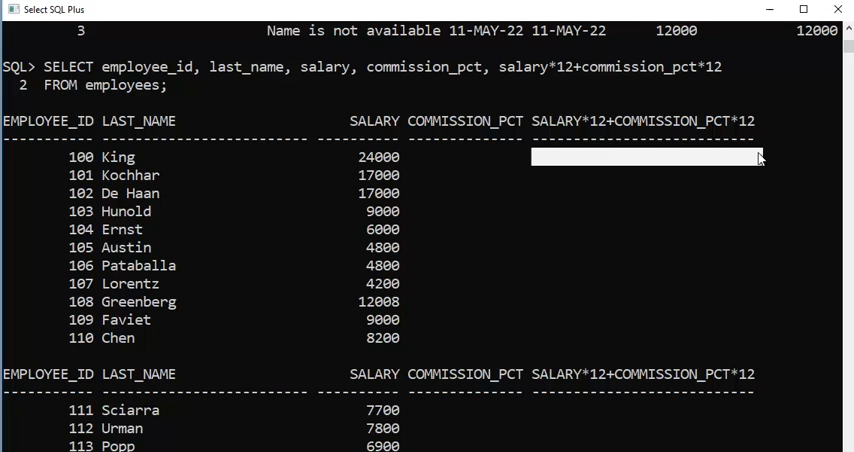 Select SQL Plus
3 Name is not available 11-MAY-22 11-MAY-22 12000 12000
SQL> SELECT employee_id, last_name, salary, commission_pct, salary*12+commission_pct*12
2 FROM employees;
EMPLOYEE_ID LAST_NAME SALARY COMMISSION_PCT SALARY*12+COMMISSION_PCT*12
----------- ------------------------- ---------- -------------- ---------------------------
100 King 24000
101 Kochhar 17000
102 De Haan 17000
103 Hunold 9000
104 Ernst 6000
105 Austin 4800
106 Pataballa 4800
107 Lorentz 4200
108 Greenberg 12008
109 Faviet 9000
110 Chen 8200
EMPLOYEE_ID LAST_NAME SALARY COMMISSION_PCT SALARY*12+COMMISSION_PCT*12
----------- ------------------------- ---------- -------------- ---------------------------
111 Sciarra 7700
112 Urman 7800
113 Popp 6900